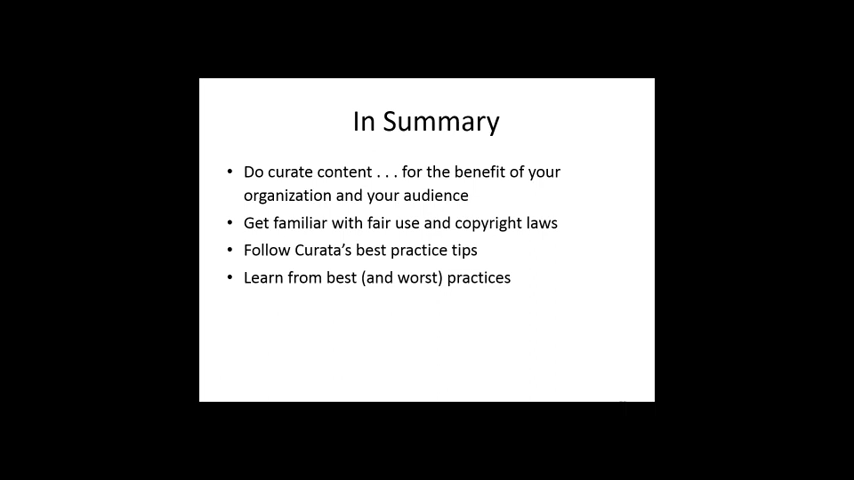 In Summary
• Do curate content . . . for the benefit of your
organization and your audience
• Get familiar with fair use and copyright laws
• Follow Curata's best practice tips
• Learn from best (and worst) practices